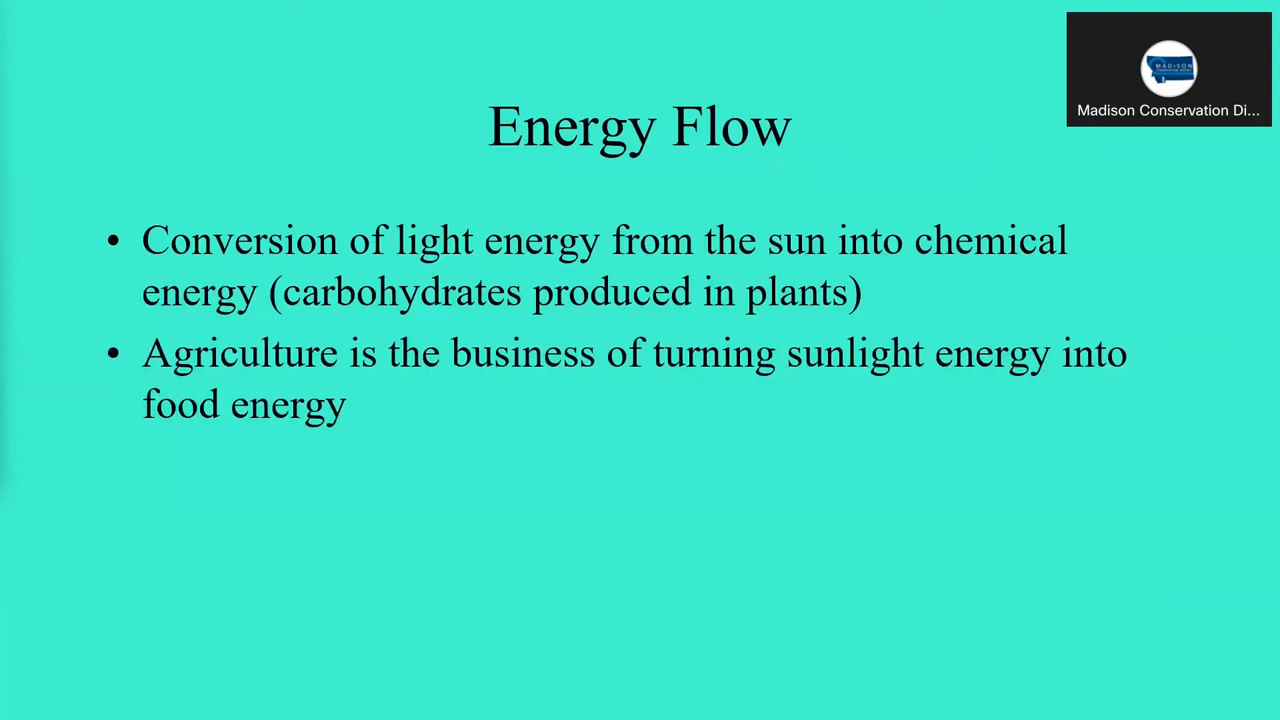 MADISON
Madison Conservation Di...
Energy Flow
• Conversion of light energy from the sun into chemical
energy (carbohydrates produced in plants)
• Agriculture is the business of turning sunlight energy into
food energy